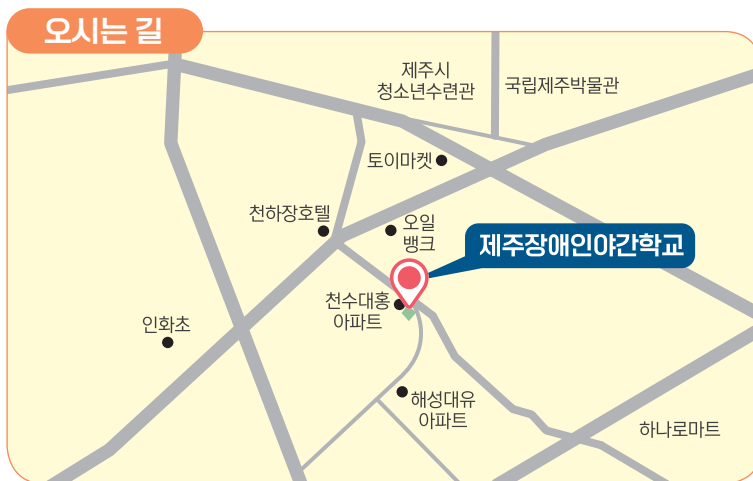 오시는 길
제주시
청소년수련관
국립제주박물관
토이마켓
천하장호텔
오일
뱅크
제주장애인야간학교
천수대홍
아파트
인화초
해성대유
아파트
하나로마트